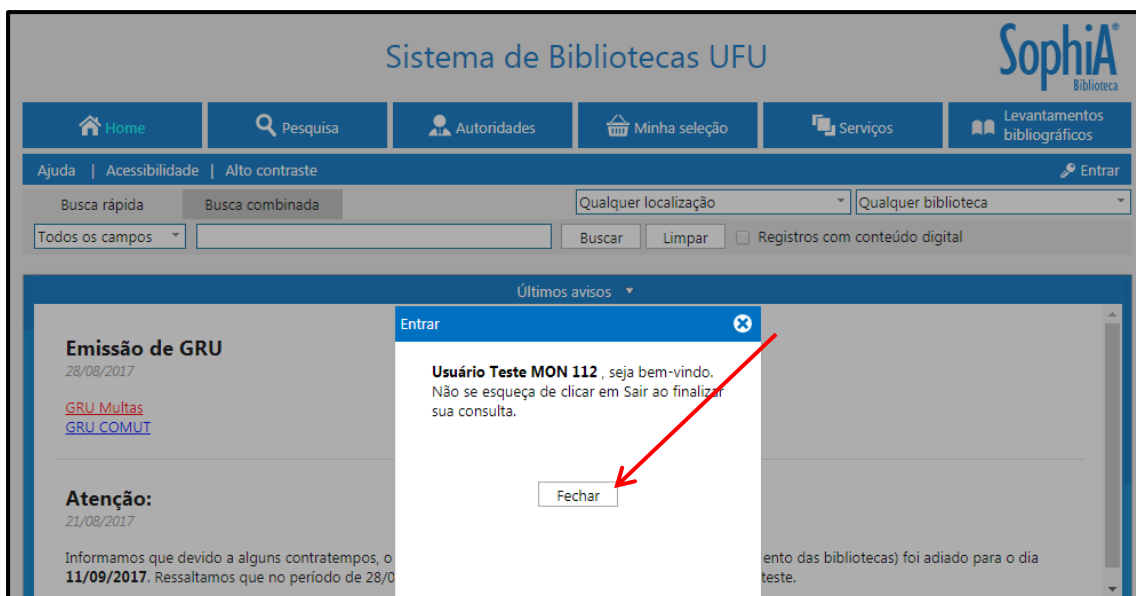 Sistema de Bibliotecas UFU
SophiA
Biblioteca
Home
Pesquisa
Autoridades
Minha seleção
Serviços
Levantamentos
bibliográficos
Ajuda | Acessibilidade | Alto contraste
Entrar
Busca rápida
Busca combinada
Qualquer localização
Qualquer biblioteca
Todos os campos
Buscar
Limpar
Registros com conteúdo digital
Últimos avisos
Emissão de GRU
28/08/2017
GRU Multas
GRU COMUT
Entrar
Usuário Teste MON 112 , seja bem-vindo.
Não se esqueça de clicar em Sair ao finalizar
sua consulta.
Fechar
Atenção:
21/08/2017
Informamos que devido a alguns contratempos, o ento das bibliotecas) foi adiado para o dia
11/09/2017. Ressaltamos que no período de 28/0 teste.